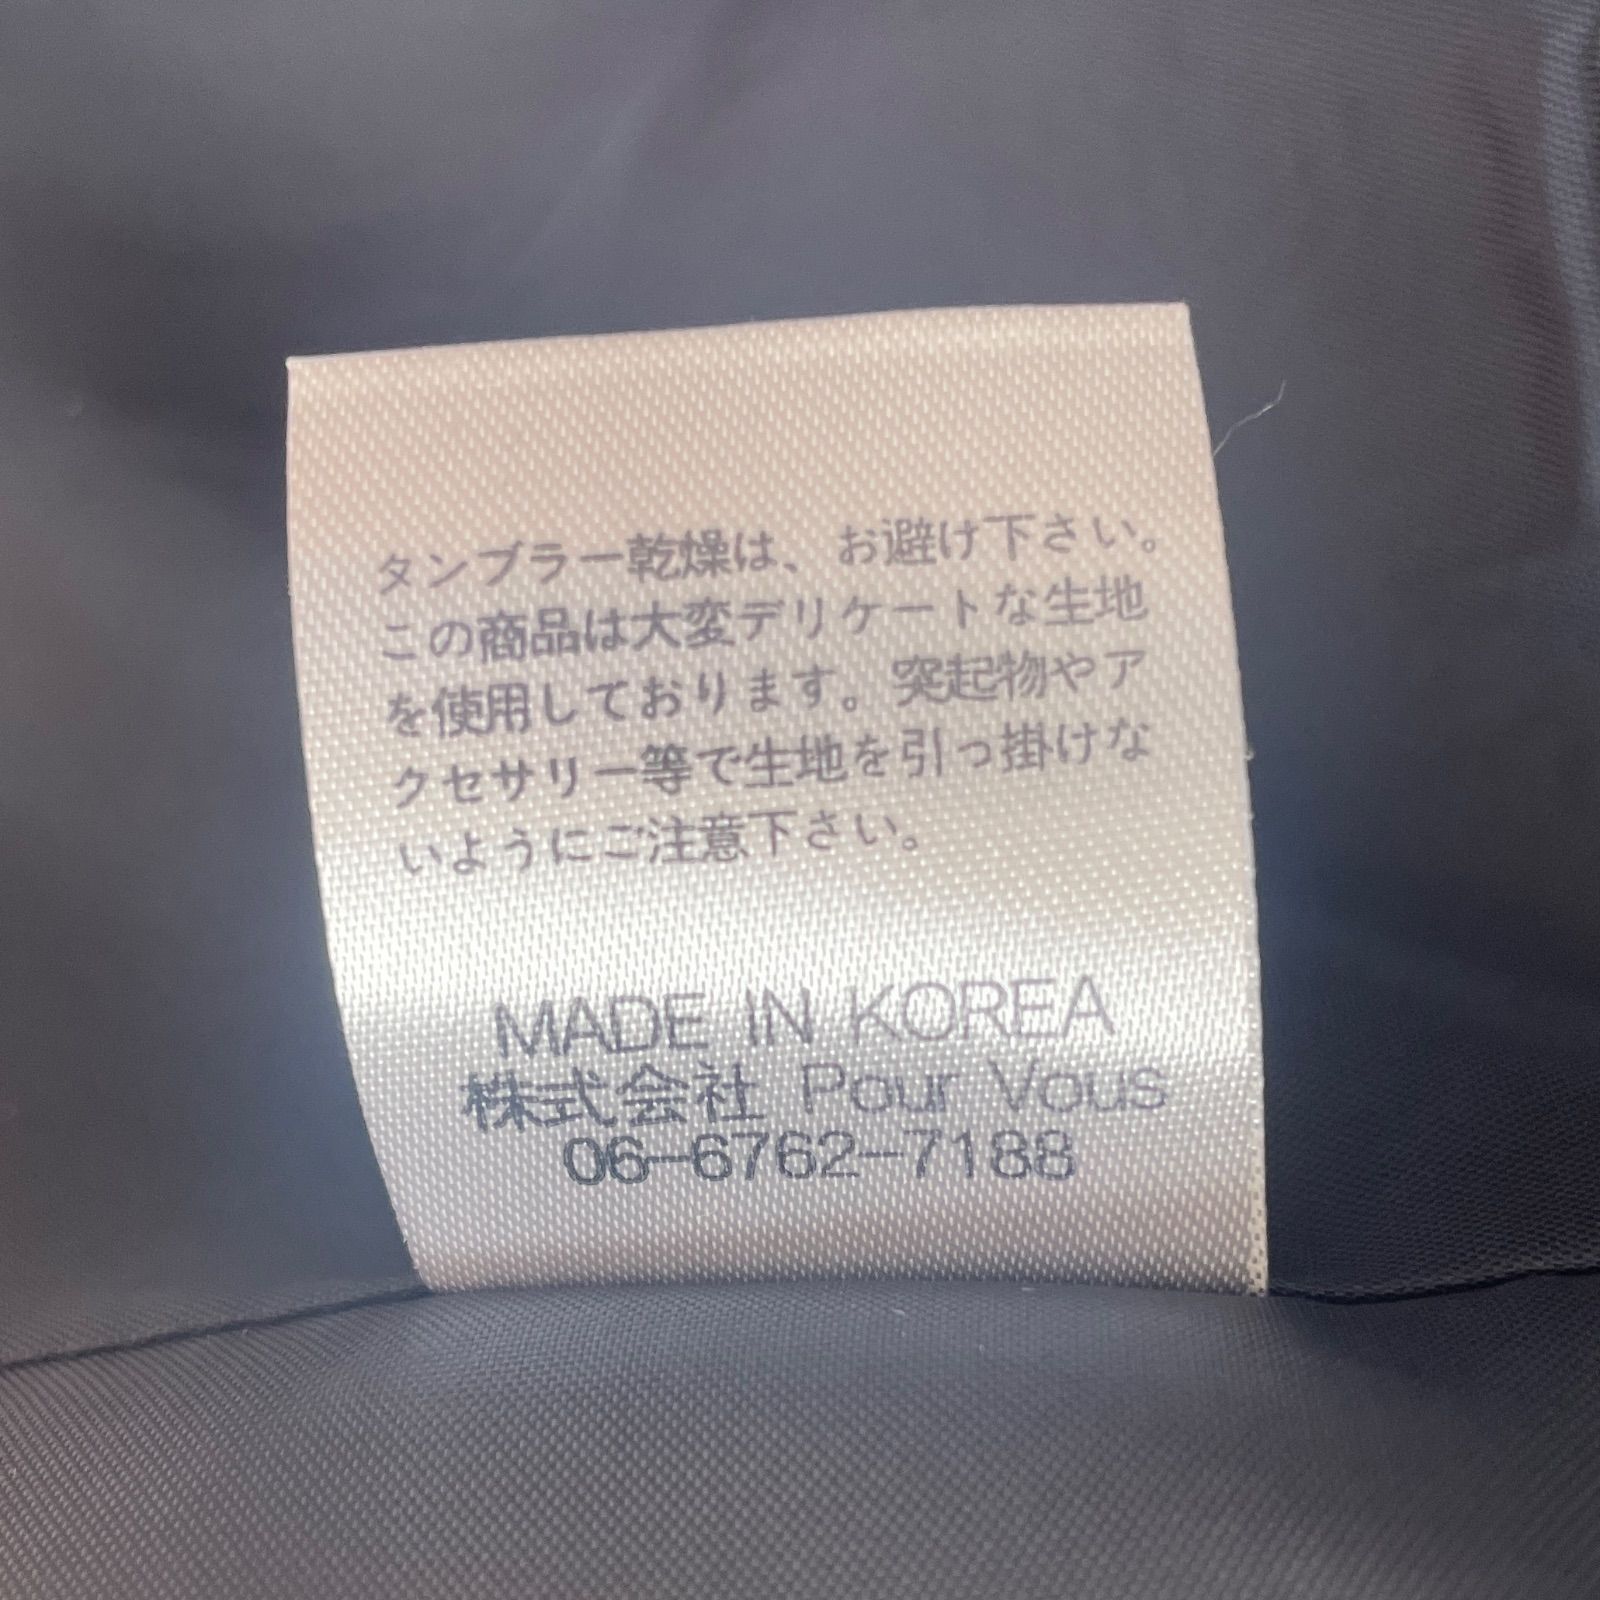 タンブラー乾燥は、お避け下さい。
この商品は大変デリケートな生地
を使用しております。突起物やア
クセサリー等で生地を引っ掛けな
いようにご注意下さい。
MADE IN KOREA
株式会社 Pour Vous
06-6762-7188